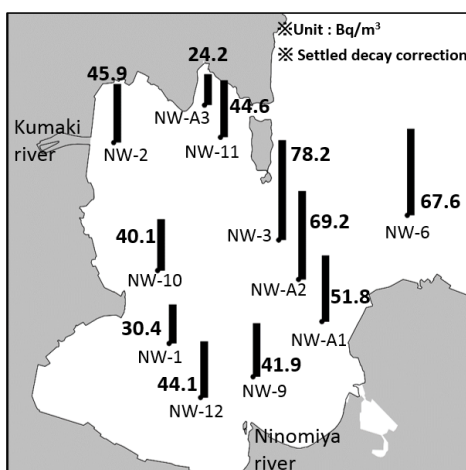 ※Unit : Bq/m³
※ Settled decay correction
24.2
45.9
44.6
NW-A3
Kumaki
river
NW-2
NW-11
78.2
67.6
69.2
NW-3
NW-6
40.1
NW-10
NW-A2
51.8
30.4
NW-A1
NW-1
41.9
44.1
NW-9
NW-12
Ninomiya
river